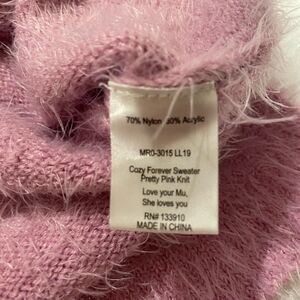 70% Nylon 30% Acrylic
MR0-3015 LL19
Cozy Forever Sweater
Pretty Pink Knit
Love your Mu,
She loves you
RN# 133910
MADE IN CHINA